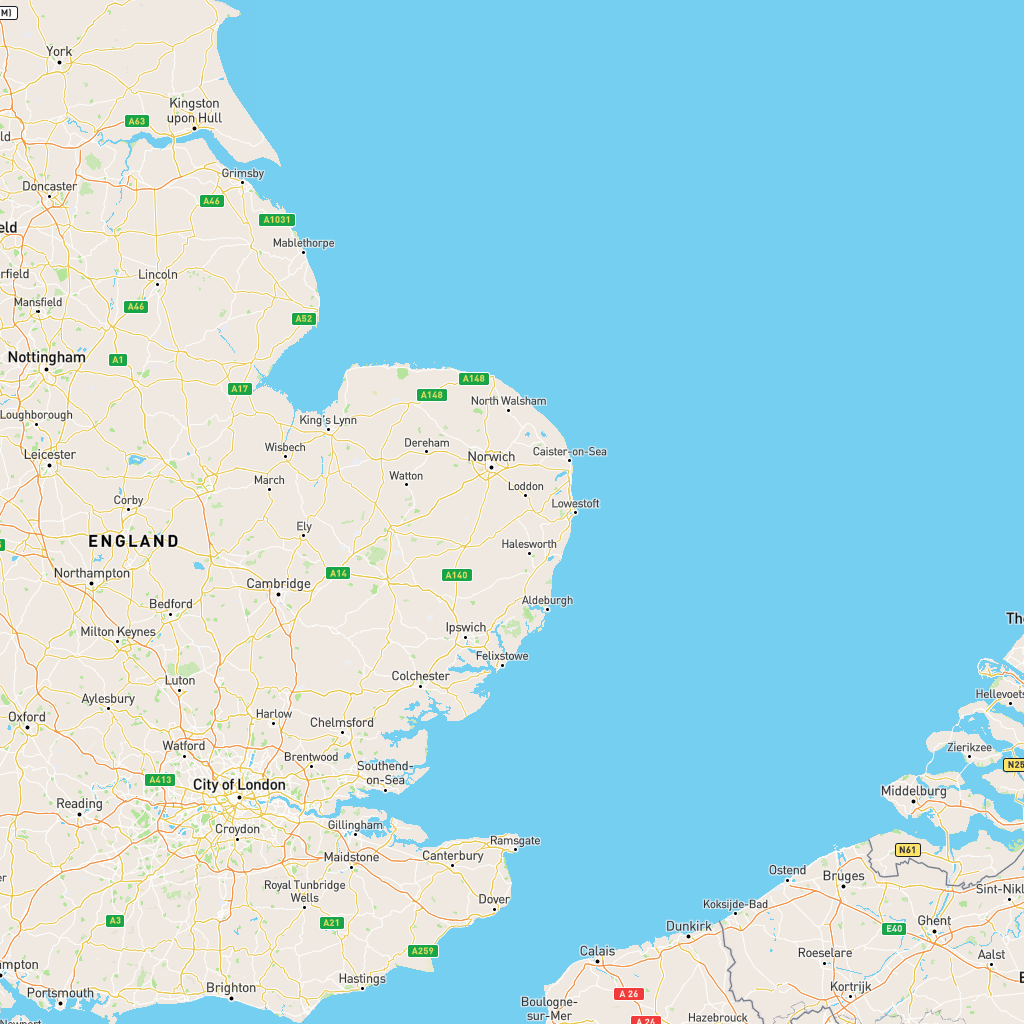 M)
York
Kingston
upon Hull
A63
ld
Grimsby
Doncaster
A46
A1031
eld
Mablethorpe
rfield
Lincoln
Mansfield
A46
A52
Nottingham
A1
A148
A17
A148
North Walsham
Loughborough
King's Lynn
Dereham
Wisbech
Caister-on-Sea
Leicester
Norwich
March
Watton
Loddon
Corby
Lowestoft
Ely
ENGLAND
Halesworth
Northampton
A14
A140
Cambridge
Bedford
Aldeburgh
The
Milton Keynes
Ipswich
Felixstowe
Luton
Colchester
Hellevoets
Aylesbury
Oxford
Harlow
Chelmsford
Watford
Brentwood
Zierikzee
Southend-
on-Sea
N25
A413
City of London
Middelburg
Reading
Croydon
Gillingham
Ramsgate
Maidstone
Canterbury
N61
Ostend
Bruges
er
Royal Tunbridge
Wells
Dover
Sint-Nikl
Koksijde-Bad
A3
A21
Dunkirk
E40
Ghent
A259
Calais
Roeselare
Aalst
mpton
Hastings
Portsmouth
Brighton
A 26
Kortrijk
Boulogne-
sur-Mer
A 26
Hazebrouck
Newport